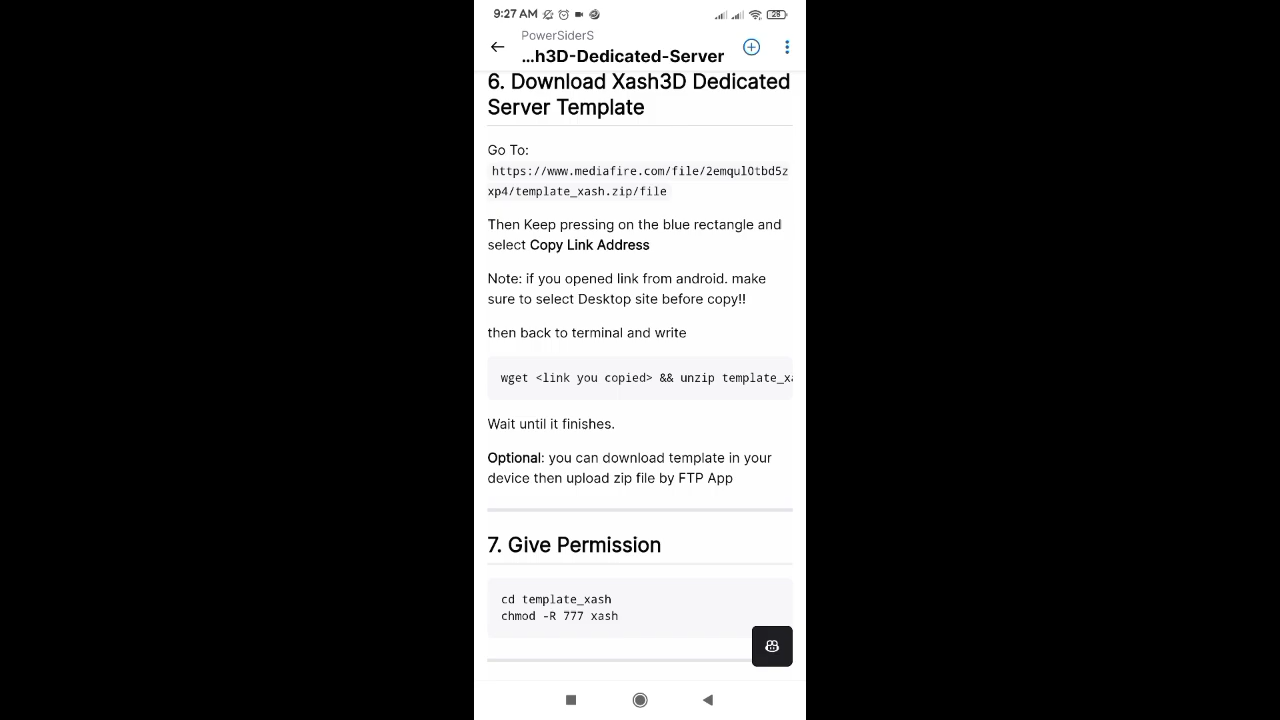 9:27 AM 28
PowerSiderS
...h3D-Dedicated-Server
6. Download Xash3D Dedicated
Server Template
Go To:
https://www.mediafire.com/file/2emqul0tbd5z
xp4/template_xash.zip/file
Then Keep pressing on the blue rectangle and
select Copy Link Address
Note: if you opened link from android. make
sure to select Desktop site before copy!!
then back to terminal and write
wget <link you copied> && unzip template_xa
Wait until it finishes.
Optional: you can download template in your
device then upload zip file by FTP App
7. Give Permission
cd template_xash
chmod -R 777 xash